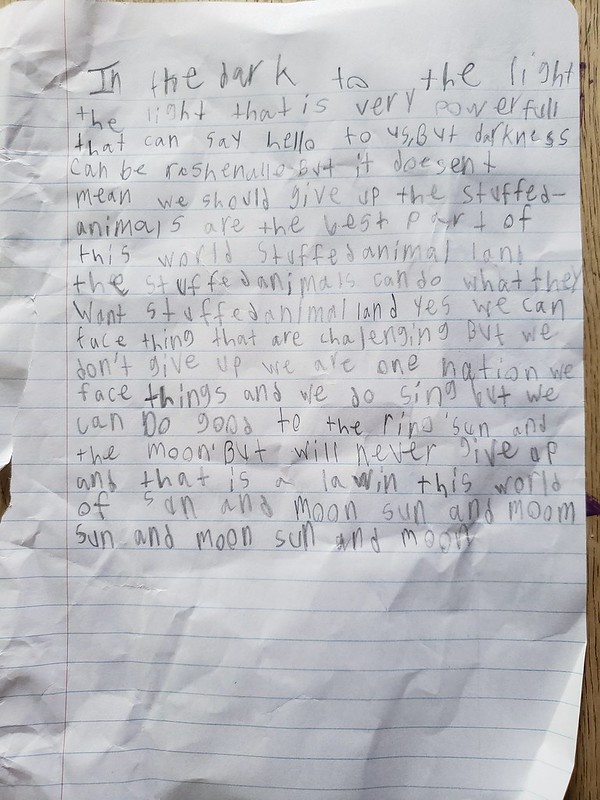 In the dark to the light
the light that is very powerfull
that can say hello to us, But darkness
can be rashenallo But it doesent
mean we should give up the stuffed-
animals are the best part of
this world stuffedanimal land
the stuffedanimals can do what they
Want stuffedanimalland yes we can
face thing that are chalenging But we
don't give up we are one nation we
face things and we do sing but we
can Do good to the rino 'sun and
the moon' But will never give up
and that is a law in this world
of sun and moon sun and moom
sun and moon sun and moon